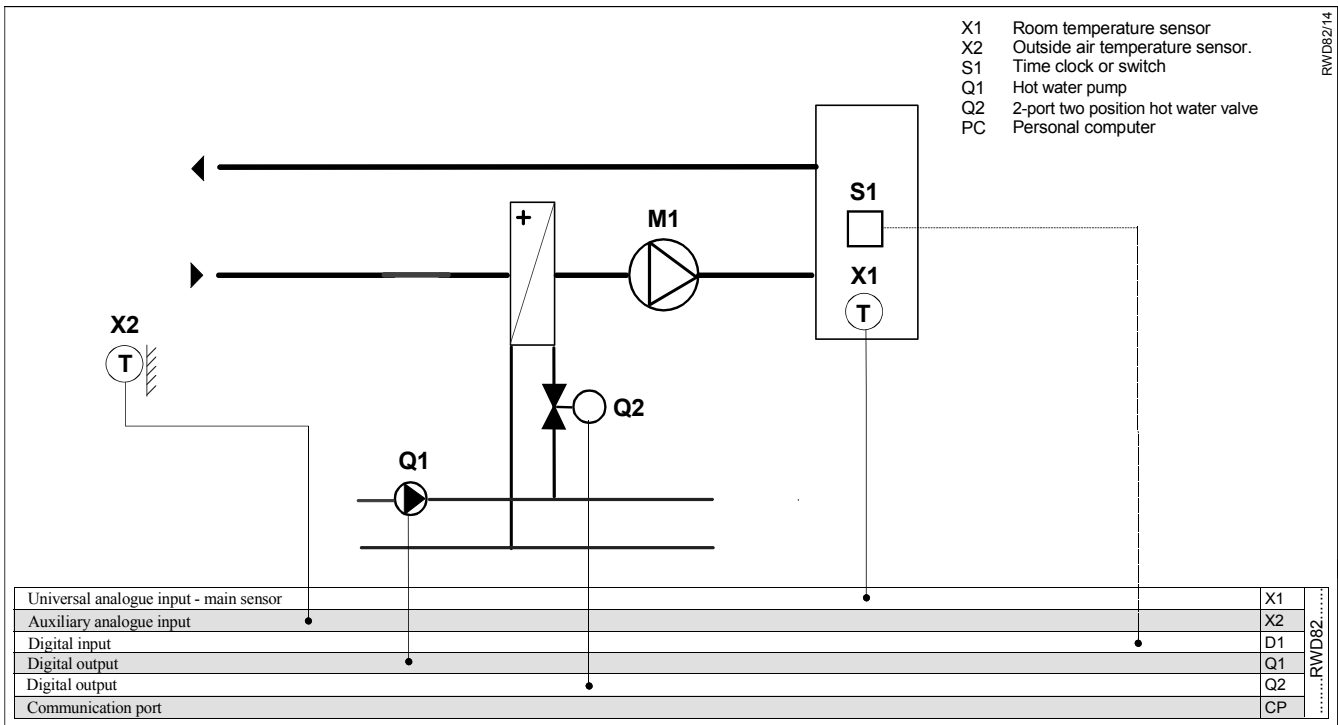 X1 Room temperature sensor
X2 Outside air temperature sensor.
S1 Time clock or switch
Q1 Hot water pump
Q2 2-port two position hot water valve
PC Personal computer
RWD82/14
S1
+
M1
X1
T
X2
T
Q2
Q1
Universal analogue input - main sensor X1
Auxiliary analogue input X2
Digital input D1
Digital output Q1
Digital output Q2
Communication port CP
.......RWD82.......